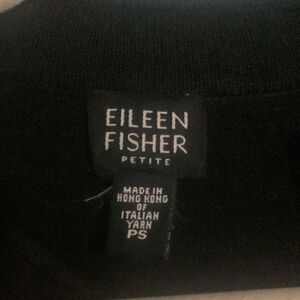 EILEEN
FISHER
PETITE
MADE IN
HONG KONG
OF
ITALIAN
YARN
PS